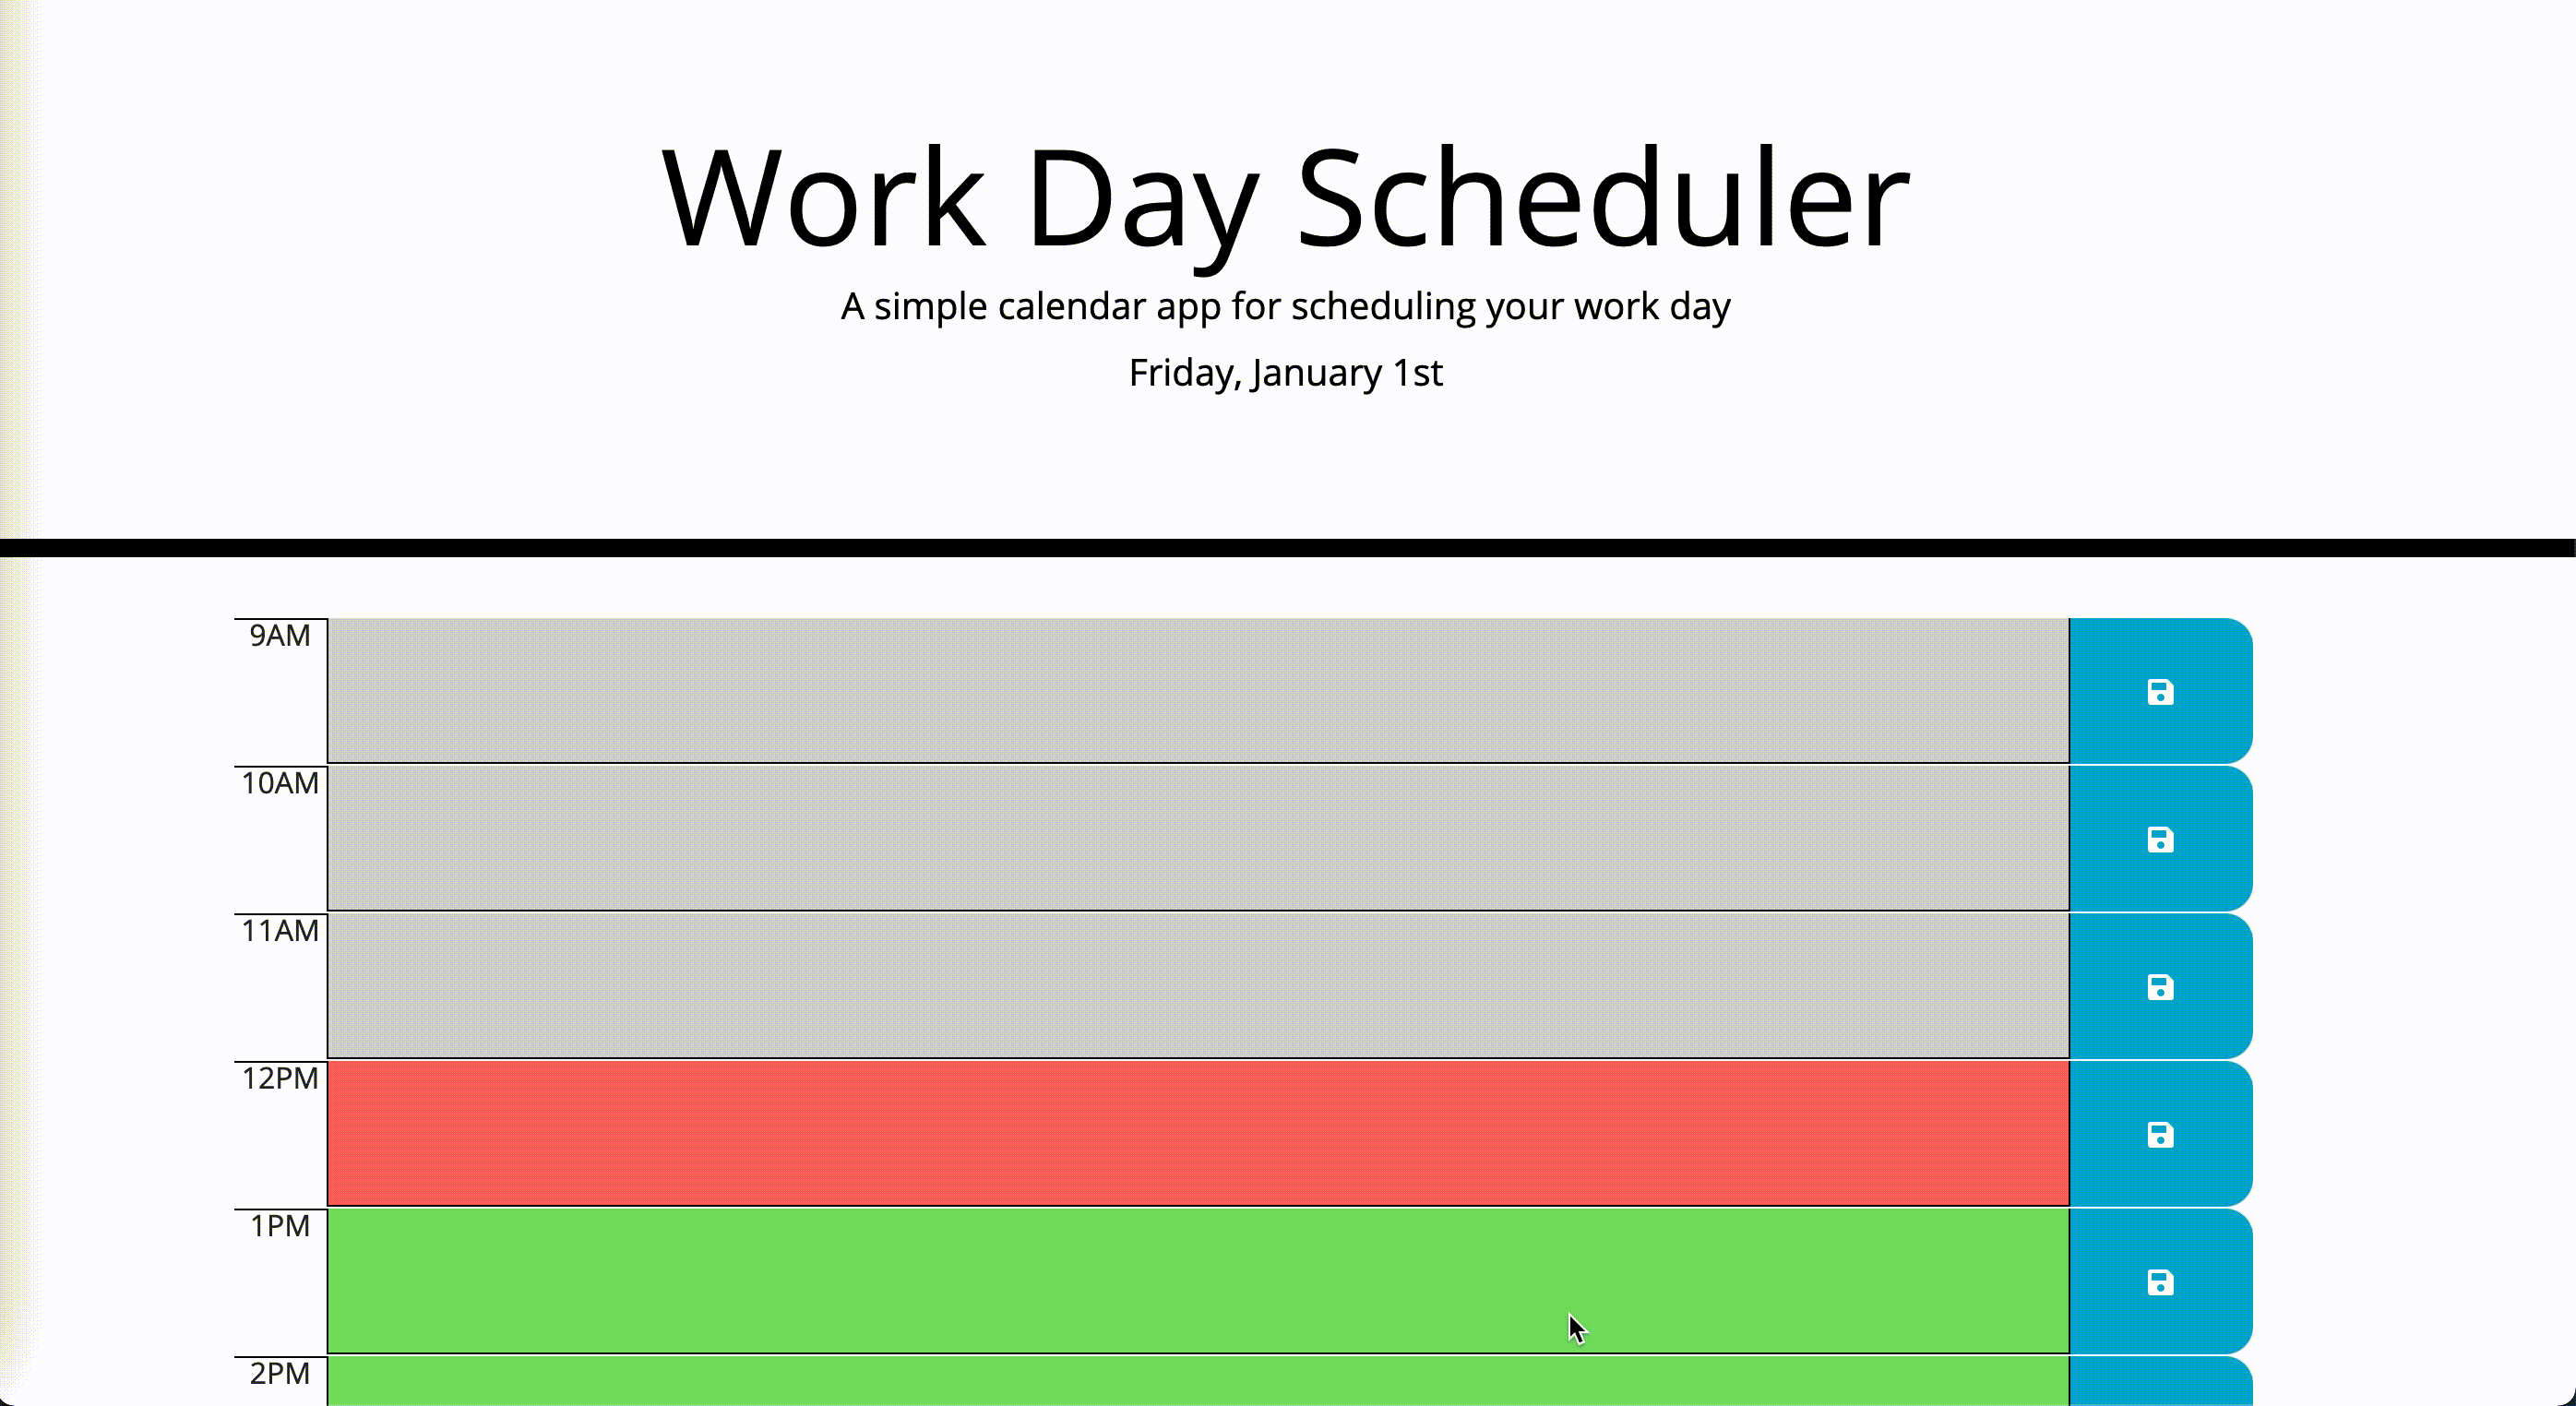 Work Day Scheduler
A simple calendar app for scheduling your work day
Friday, January 1st
9AM
10AM
11AM
12PM
1PM
2PM